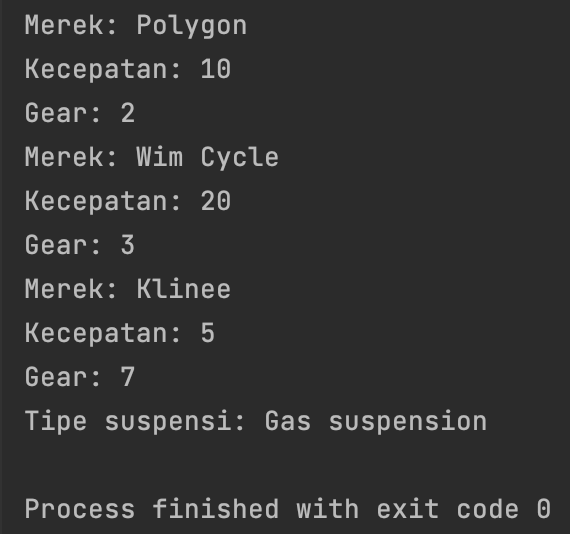 Merek: Polygon
Kecepatan: 10
Gear: 2
Merek: Wim Cycle
Kecepatan: 20
Gear: 3
Merek: Klinee
Kecepatan: 5
Gear: 7
Tipe suspensi: Gas suspension
Process finished with exit code 0